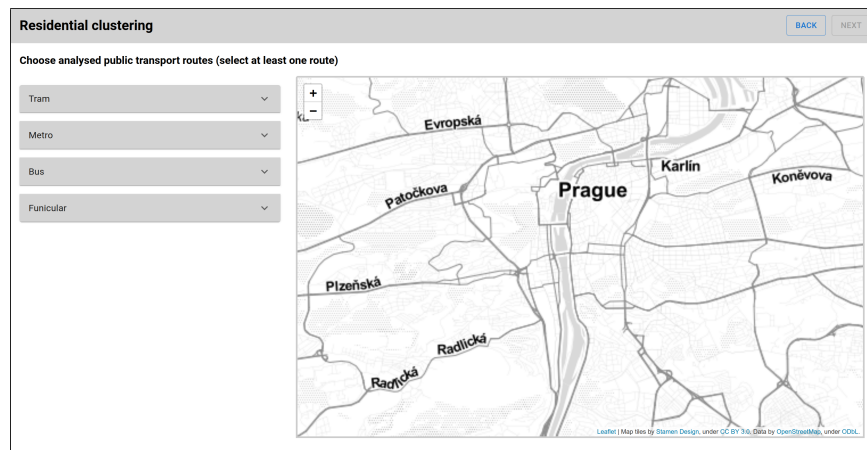 Residential clustering
BACK
NEXT
Choose analysed public transport routes (select at least one route)
Tram
Metro
Bus
Funicular
+
−
Evropská
Karlín
Koněvova
Patočkova
Prague
Plzeňská
Radlická
Radlická
Leaflet | Map tiles by Stamen Design, under CC BY 3.0. Data by OpenStreetMap, under ODbL.